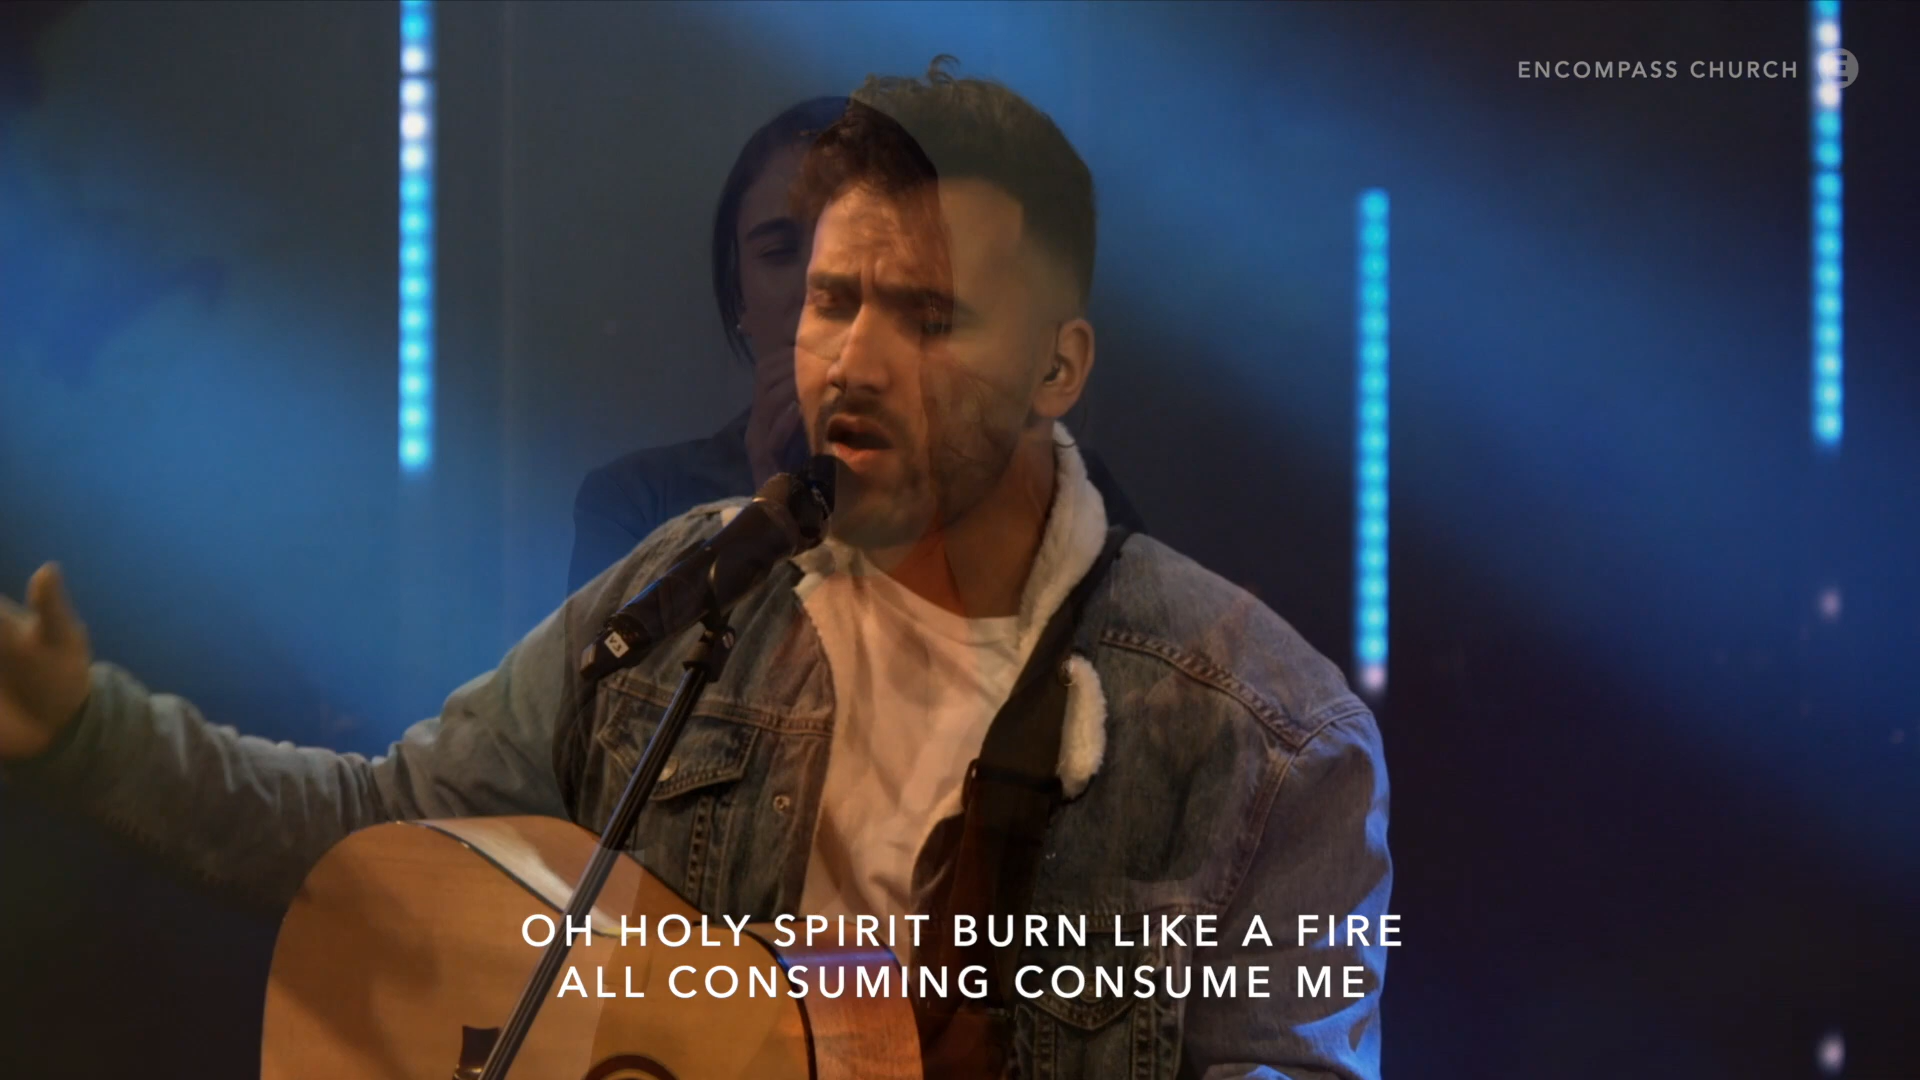 ENCOMPASS CHURCH E
OH HOLY SPIRIT BURN LIKE A FIRE
ALL CONSUMING CONSUME ME